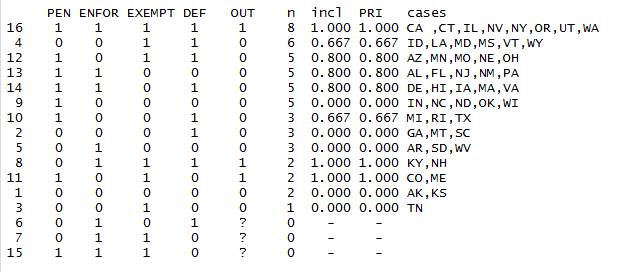 PEN ENFOR EXEMPT DEF OUT n incl PRI cases
16 1 1 1 1 1 8 1.000 1.000 CA ,CT,IL,NV,NY,OR,UT,WA
4 0 0 1 1 0 6 0.667 0.667 ID,LA,MD,MS,VT,WY
12 1 0 1 1 0 5 0.800 0.800 AZ,MN,MO,NE,OH
13 1 1 0 0 0 5 0.800 0.800 AL,FL,NJ,NM,PA
14 1 1 0 1 0 5 0.800 0.800 DE,HI,IA,MA,VA
9 1 0 0 0 0 5 0.000 0.000 IN,NC,ND,OK,WI
10 1 0 0 1 0 3 0.667 0.667 MI,RI,TX
2 0 0 0 1 0 3 0.000 0.000 GA,MT,SC
5 0 1 0 0 0 3 0.000 0.000 AR,SD,WV
8 0 1 1 1 1 2 1.000 1.000 KY,NH
11 1 0 1 0 1 2 1.000 1.000 CO,ME
1 0 0 0 0 0 2 0.000 0.000 AK,KS
3 0 0 1 0 0 1 0.000 0.000 TN
6 0 1 0 1 ? 0 - -
7 0 1 1 0 ? 0 - -
15 1 1 1 0 ? 0 - -